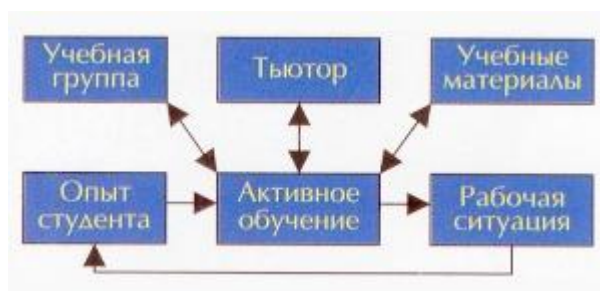 Учебная
группа
Тьютор
Учебные
материалы
Опыт
студента
Активное
обучение
Рабочая
ситуация